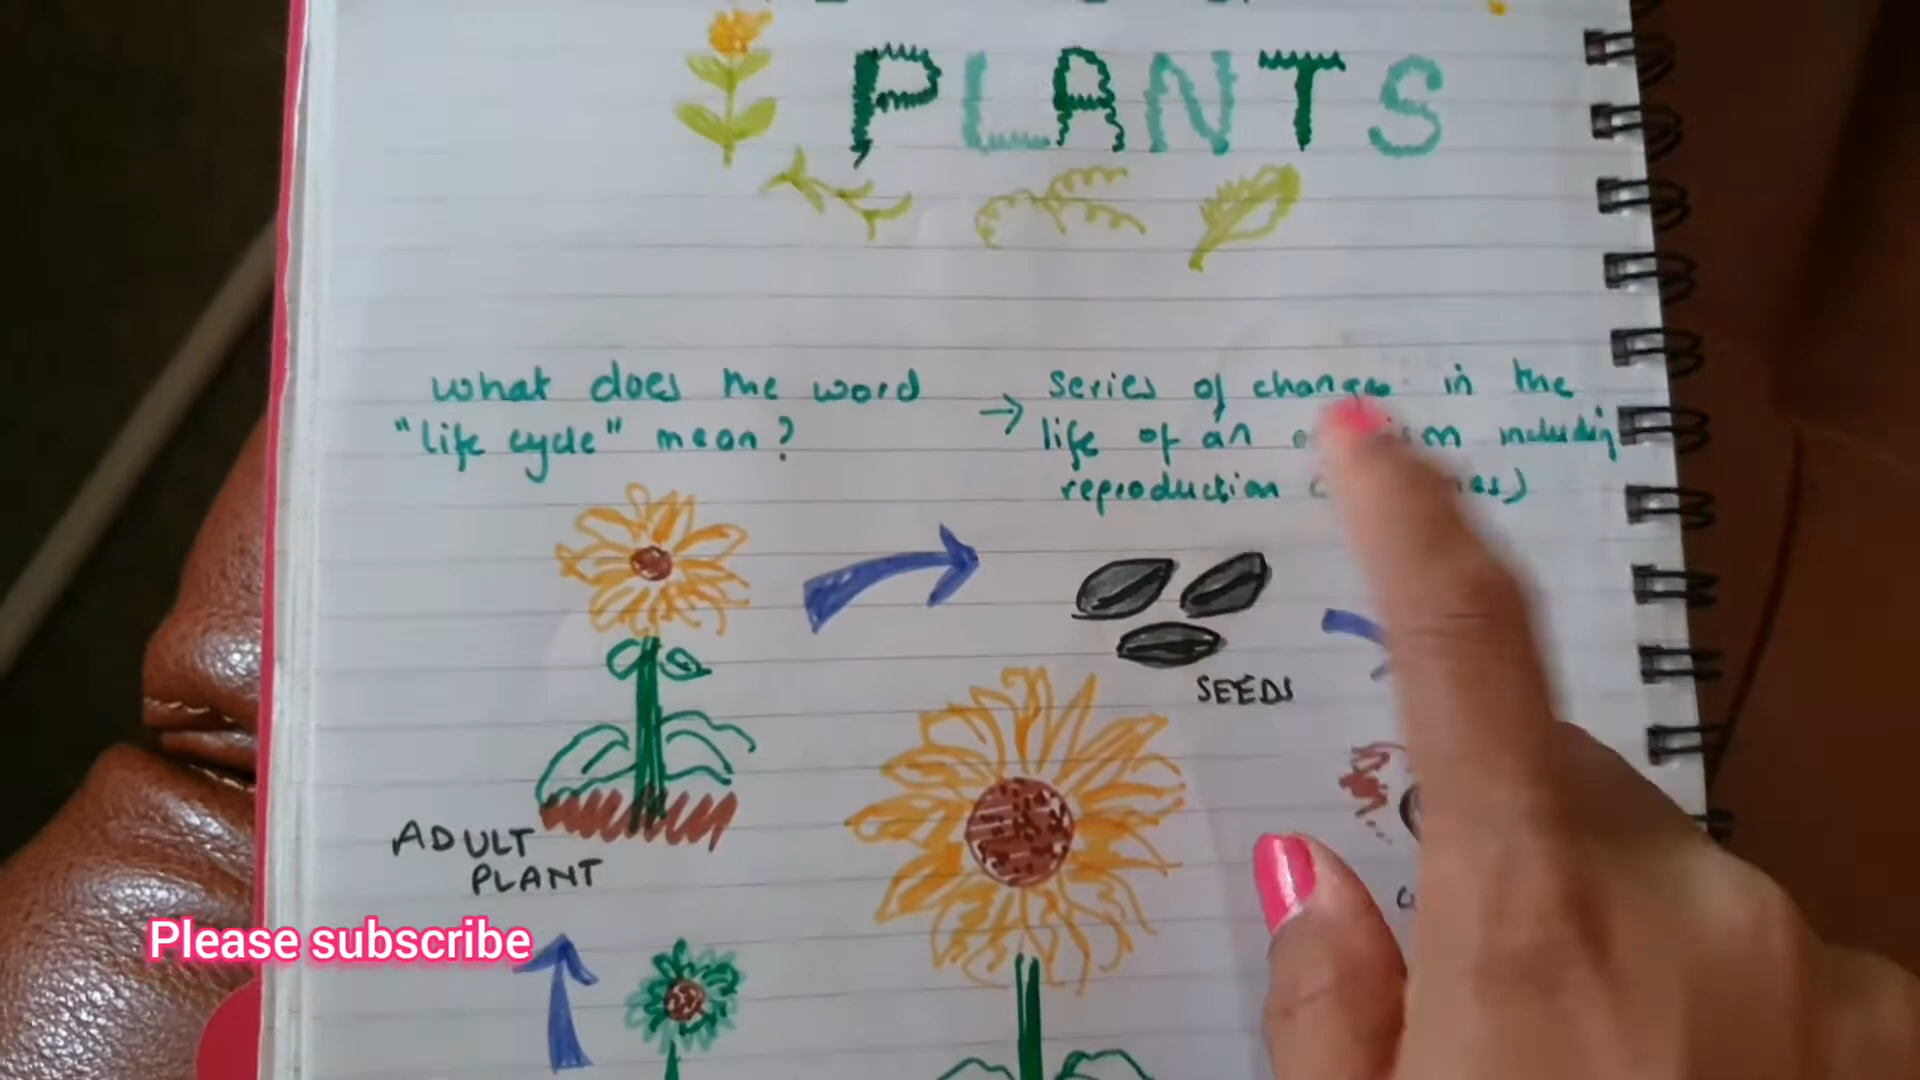 PLANTS
What does the word
"life cycle" mean?
→ series of changes in the
life of an including
reproduction
SEEDS
ADULT
PLANT
Please subscribe